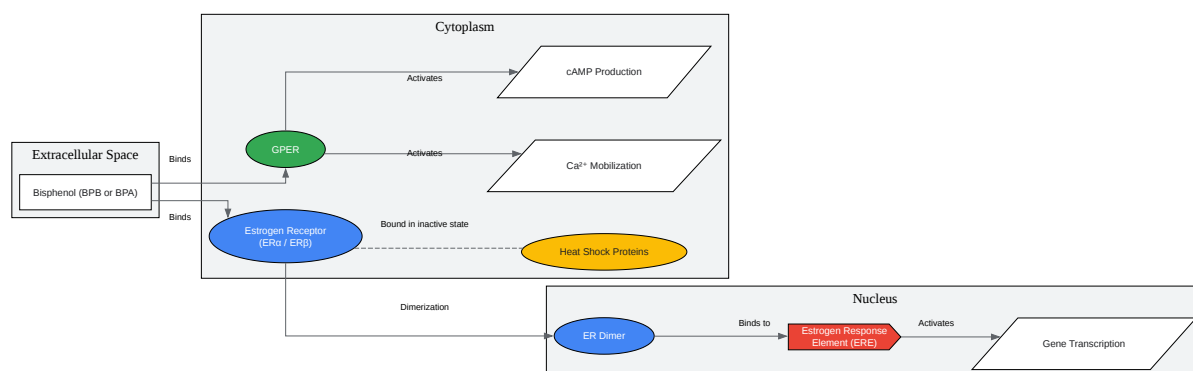 Cytoplasm
cAMP Production
Activates
GPER
Activates
Ca²⁺ Mobilization
Extracellular Space
Bisphenol (BPB or BPA)
Binds
Binds
Estrogen Receptor
(ERα / ERβ)
Bound in inactive state
Heat Shock Proteins
Dimerization
Nucleus
ER Dimer
Binds to
Estrogen Response
Element (ERE)
Activates
Gene Transcription